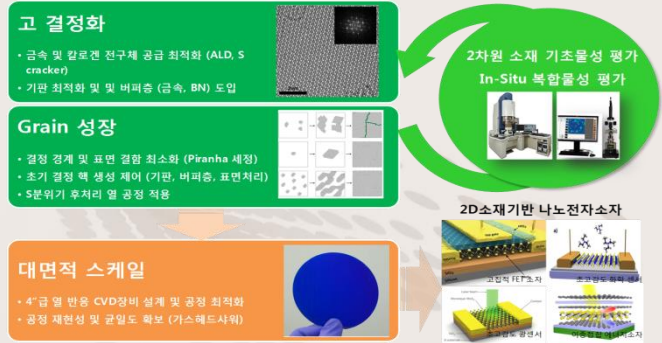 고 결정화
• 금속 및 칼로겐 전구체 공급 최적화 (ALD, S
cracker)
• 기판 최적화 및 및 버퍼층 (금속, BN) 도입
Grain 성장
• 결정 경계 및 표면 결함 최소화 (Piranha 세정)
• 초기 결정 핵 생성 제어 (기판, 버퍼층, 표면처리)
• S분위기 후처리 열 공정 적용
대면적 스케일
• 4"급 열 반응 CVD장비 설계 및 공정 최적화
• 공정 재현성 및 균일도 확보 (가스헤드샤워)
2차원 소재 기초물성 평가
In-Situ 복합물성 평가
2D소재기반 나노전자소자
고집적 FET 소자
초고감도 화학 센서
초고감도 광센서